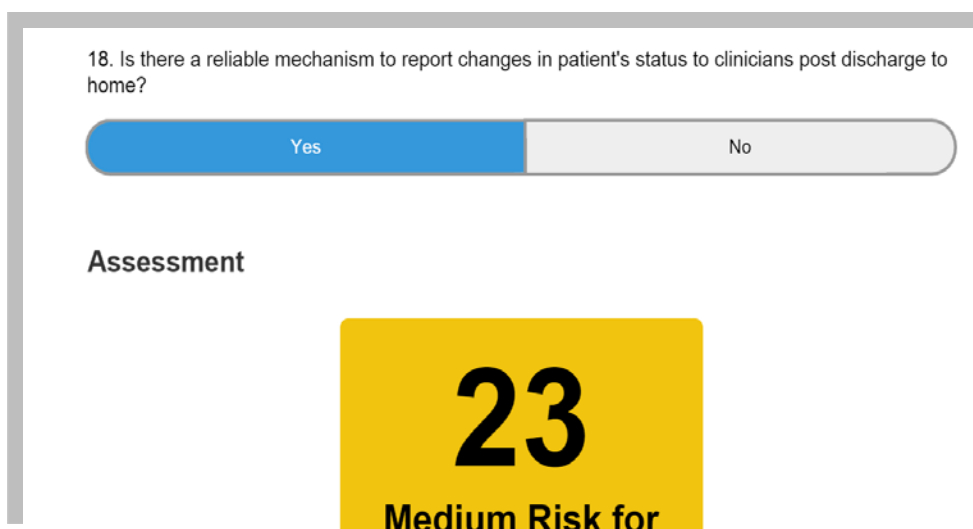 18. Is there a reliable mechanism to report changes in patient's status to clinicians post discharge to
home?
Yes
No
Assessment
23
Medium Risk for